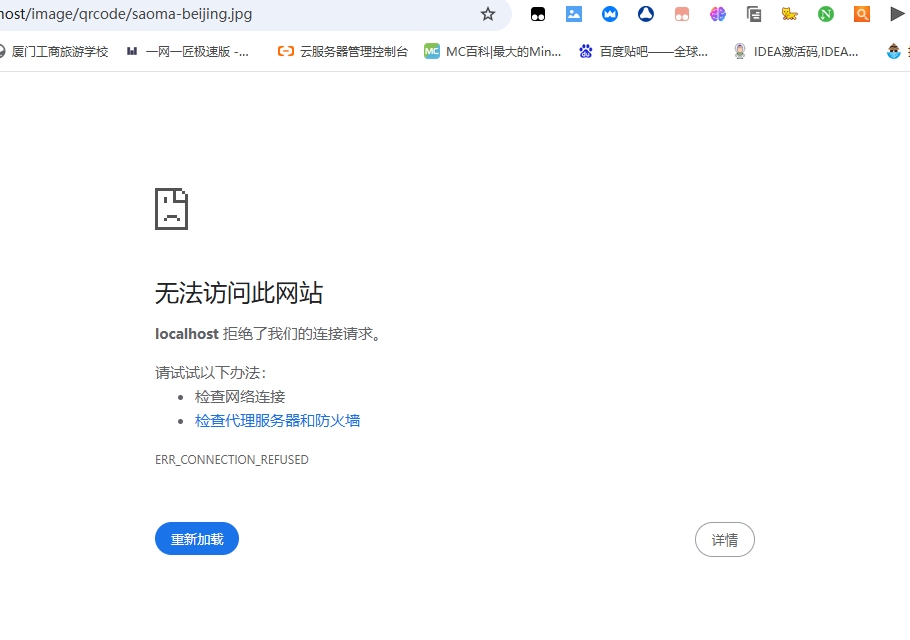 nost/image/qrcode/saoma-beijing.jpg
厦门工商旅游学校 一网一匠极速版 -... 云服务器管理控制台 MC MC百科|最大的Min... 百度贴吧——全球... IDEA激活码,IDEA...
无法访问此网站
localhost 拒绝了我们的连接请求。
请试试以下办法：
• 检查网络连接
• 检查代理服务器和防火墙
ERR_CONNECTION_REFUSED
重新加载 详情